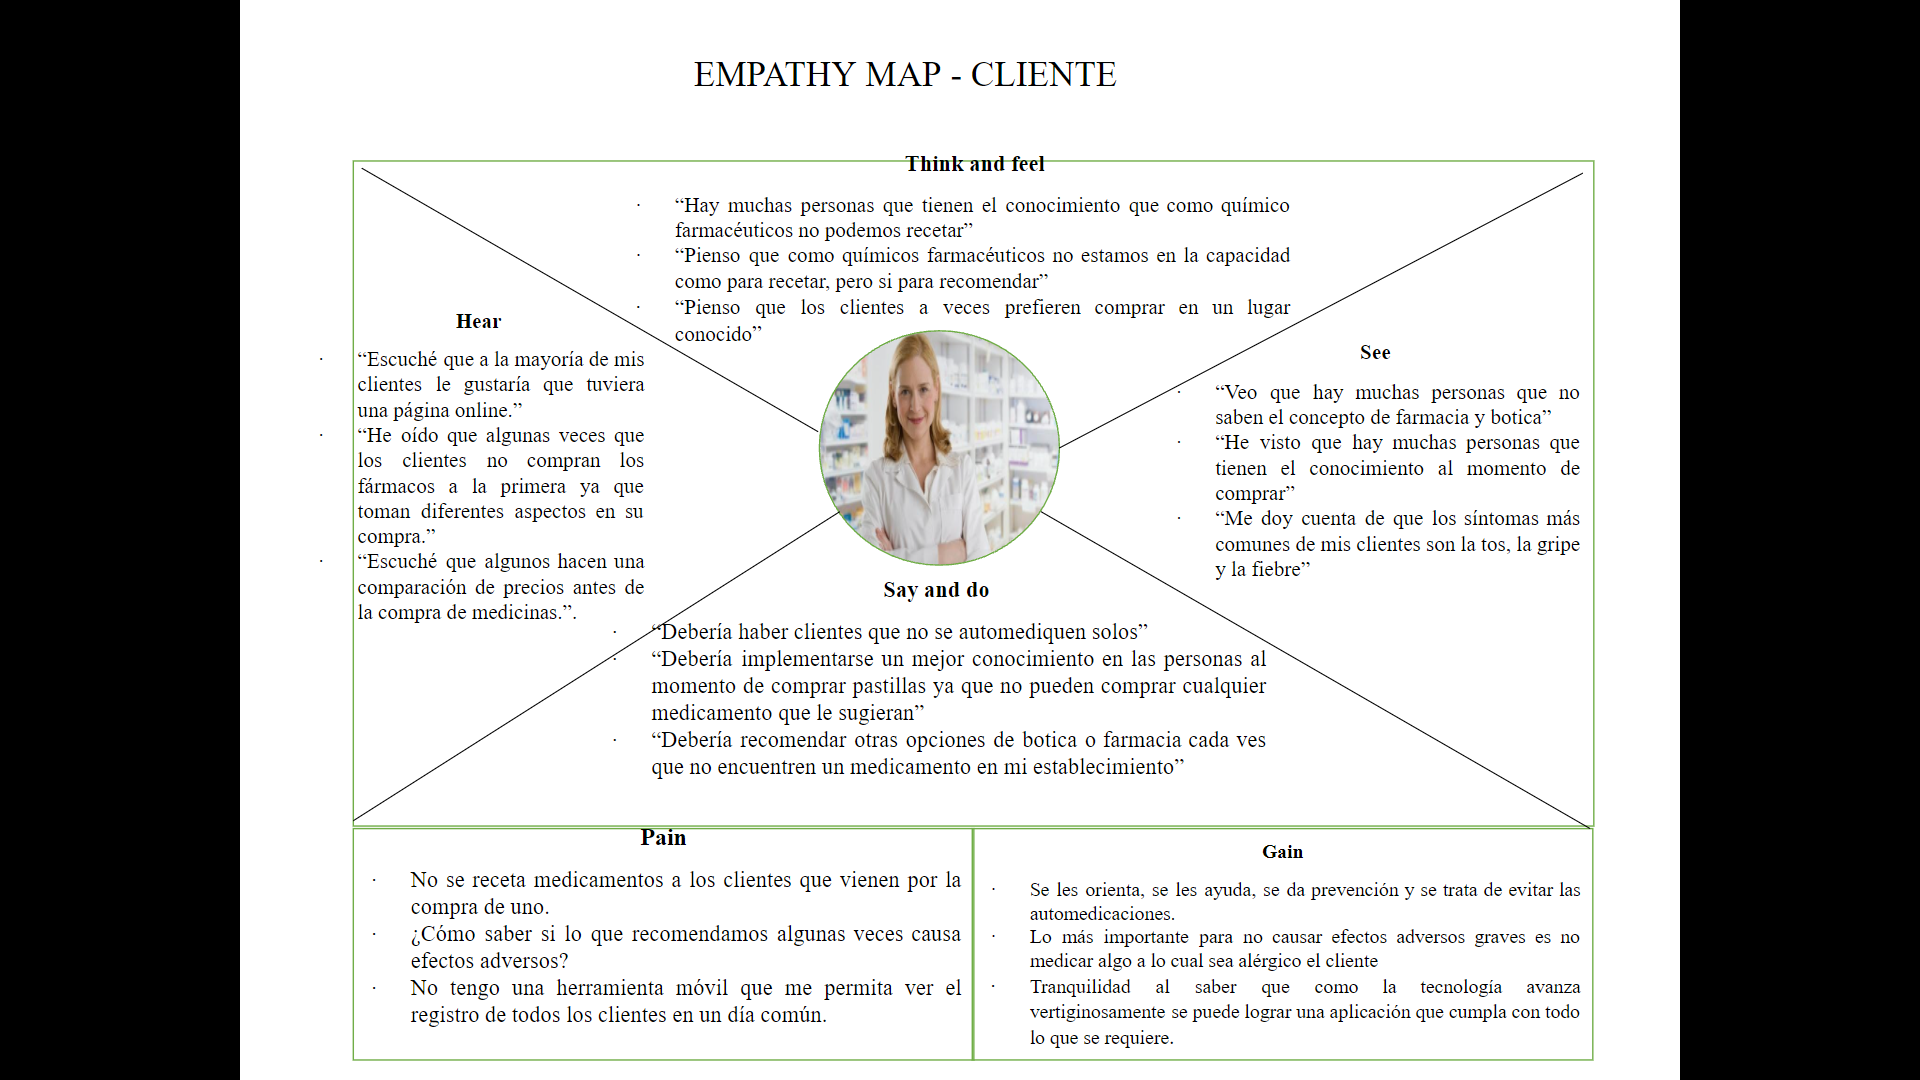 EMPATHY MAP - CLIENTE
Think and feel
· “Hay muchas personas que tienen el conocimiento que como químico
farmacéuticos no podemos recetar”
· “Pienso que como químicos farmacéuticos no estamos en la capacidad
como para recetar, pero si para recomendar”
· “Pienso que los clientes a veces prefieren comprar en un lugar
conocido”
Hear
· “Escuché que a la mayoría de mis
clientes le gustaría que tuviera
una página online.”
· “He oído que algunas veces que
los clientes no compran los
fármacos a la primera ya que
toman diferentes aspectos en su
compra.”
· “Escuché que algunos hacen una
comparación de precios antes de
la compra de medicinas.”.
See
· “Veo que hay muchas personas que no
saben el concepto de farmacia y botica”
· “He visto que hay muchas personas que
tienen el conocimiento al momento de
comprar”
· “Me doy cuenta de que los síntomas más
comunes de mis clientes son la tos, la gripe
y la fiebre”
Say and do
· “Debería haber clientes que no se automediquen solos”
· “Debería implementarse un mejor conocimiento en las personas al
momento de comprar pastillas ya que no pueden comprar cualquier
medicamento que le sugieran”
· “Debería recomendar otras opciones de botica o farmacia cada ves
que no encuentren un medicamento en mi establecimiento”
Pain
· No se receta medicamentos a los clientes que vienen por la
compra de uno.
· ¿Cómo saber si lo que recomendamos algunas veces causa
efectos adversos?
· No tengo una herramienta móvil que me permita ver el
registro de todos los clientes en un día común.
Gain
· Se les orienta, se les ayuda, se da prevención y se trata de evitar las
automedicaciones.
· Lo más importante para no causar efectos adversos graves es no
medicar algo a lo cual sea alérgico el cliente
· Tranquilidad al saber que como la tecnología avanza
vertiginosamente se puede lograr una aplicación que cumpla con todo
lo que se requiere.